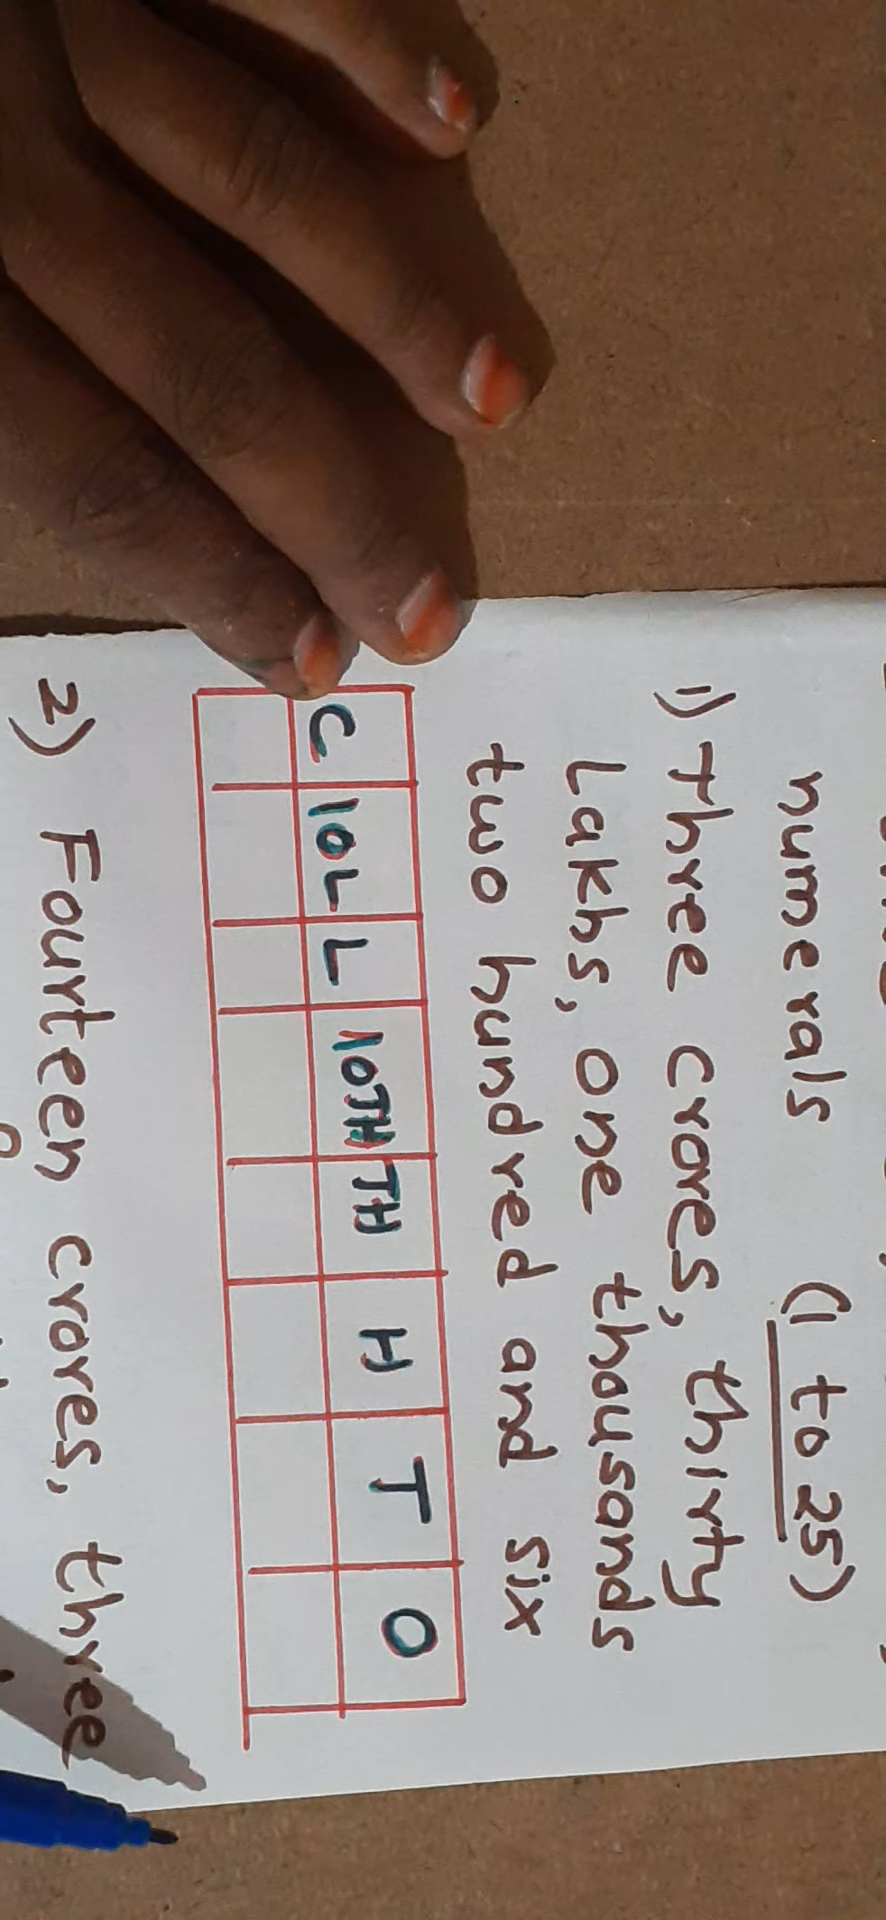 numerals (1 to 25)
1) Three crores, thirty
Lakhs, one thousands
two hundred and six
C 10L L 10TH TH H T O
2) Fourteen crores, three